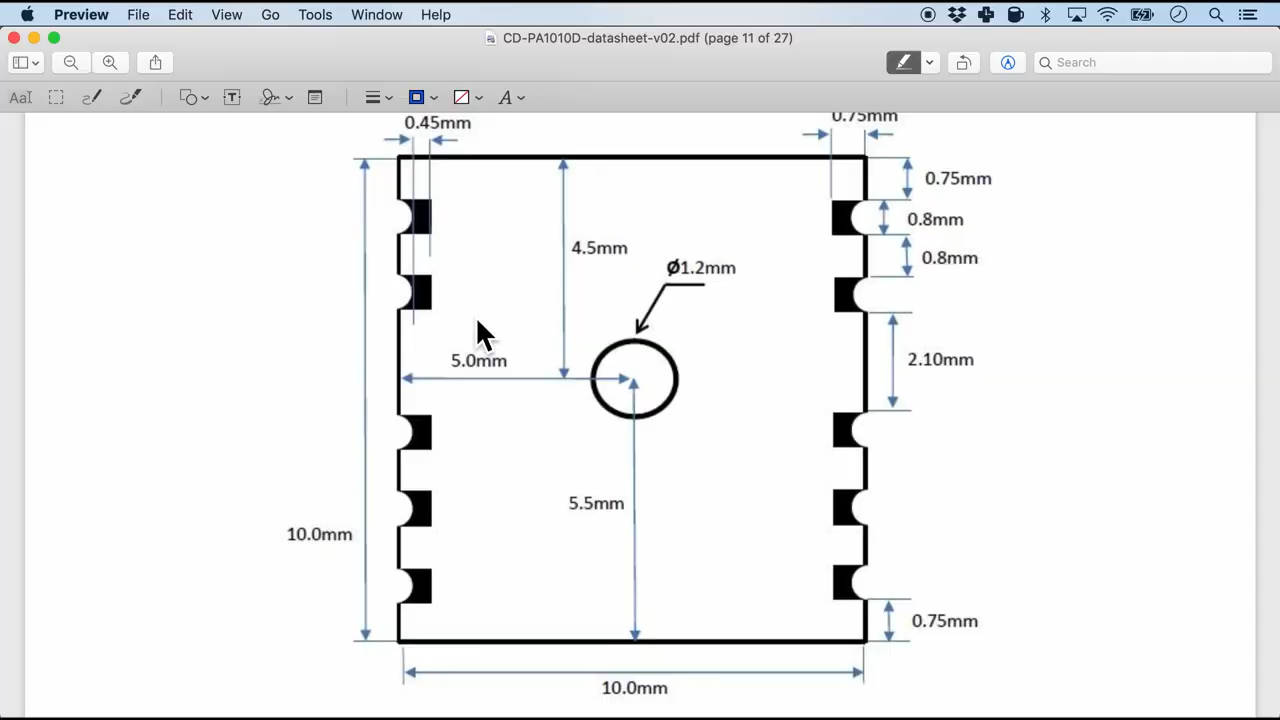 Preview File Edit View Go Tools Window Help
CD-PA1010D-datasheet-v02.pdf (page 11 of 27)
Search
AaI T A
0.45mm 0.75mm
0.75mm
0.8mm
4.5mm
0.8mm
Ø1.2mm
5.0mm
2.10mm
5.5mm
10.0mm
0.75mm
10.0mm